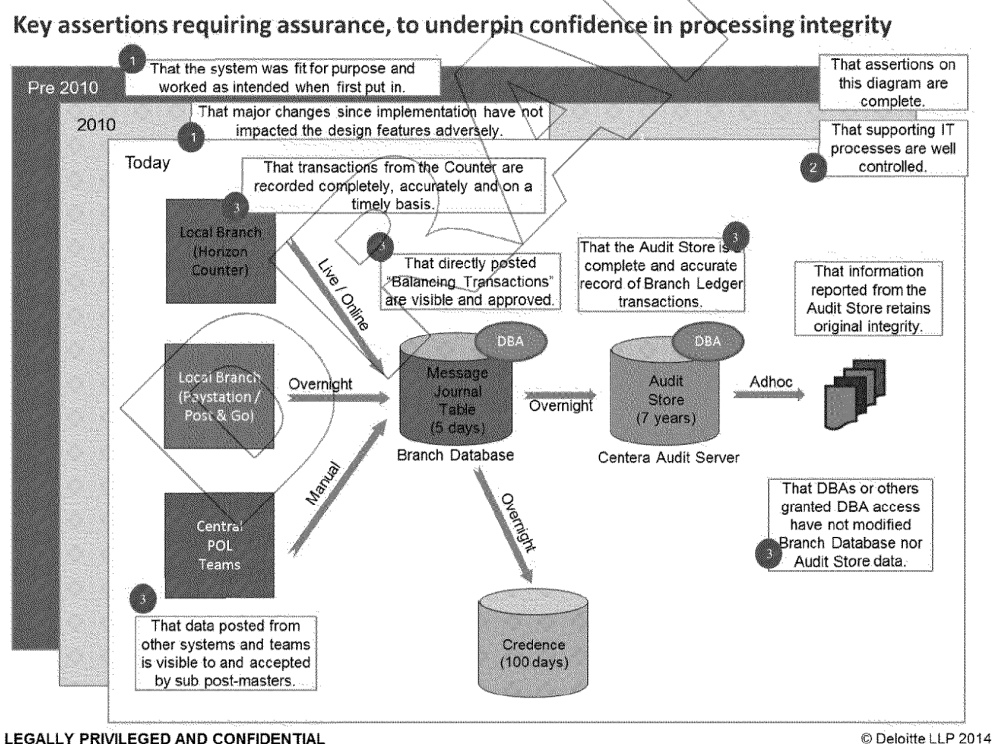 Key assertions requiring assurance, to underpin confidence in processing integrity
1
That the system was fit for purpose and
worked as intended when first put in.
Pre 2010
That assertions on
this diagram are
complete.
2010
That major changes since implementation have not
impacted the design features adversely.
1
That supporting IT
processes are well
controlled.
2
Today
That transactions from the Counter are
recorded completely, accurately and on a
timely basis.
3
Local Branch
(Horizon
Counter)
Live / Online
3
That directly posted
"Balancing Transactions"
are visible and approved.
3
That the Audit Store is a
complete and accurate
record of Branch Ledger
transactions.
That information
reported from the
Audit Store retains
original integrity.
DBA
DBA
Local Branch
(Paystation /
Post & Go)
Overnight
Message
Journal
Table
(5 days)
Branch Database
Overnight
Audit
Store
(7 years)
Centera Audit Server
Adhoc
Manual
Central
POL
Teams
Overnight
That DBAs or others
granted DBA access
have not modified
Branch Database nor
Audit Store data.
3
3
That data posted from
other systems and teams
is visible to and accepted
by sub post-masters.
Credence
(100 days)
LEGALLY PRIVILEGED AND CONFIDENTIAL
© Deloitte LLP 2014
DRAFT